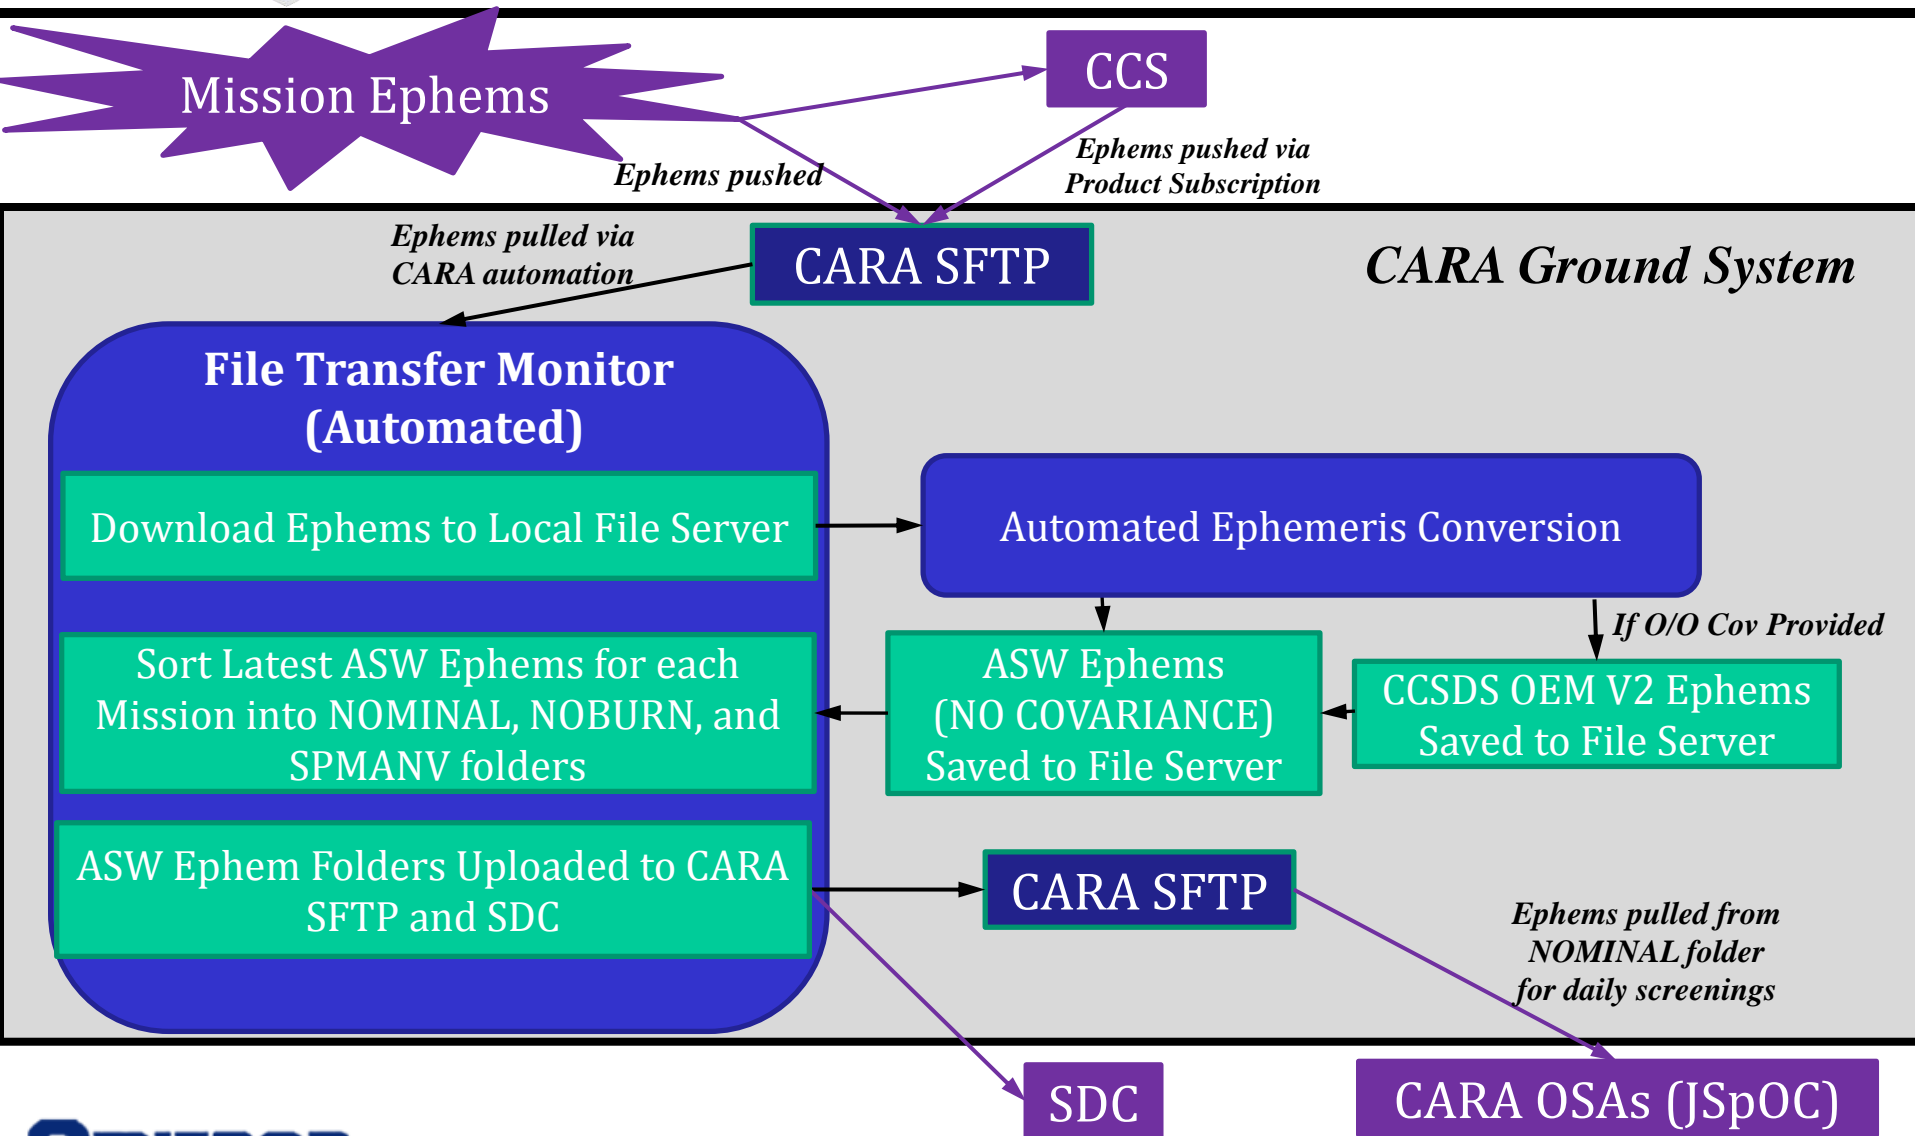 Mission Ephems
CCS
Ephems pushed
Ephems pushed via
Product Subscription
Ephems pulled via
CARA automation
CARA SFTP
CARA Ground System
File Transfer Monitor
(Automated)
Download Ephems to Local File Server
Automated Ephemeris Conversion
If O/O Cov Provided
Sort Latest ASW Ephems for each
Mission into NOMINAL, NOBURN, and
SPMANV folders
ASW Ephems
(NO COVARIANCE)
Saved to File Server
CCSDS OEM V2 Ephems
Saved to File Server
ASW Ephem Folders Uploaded to CARA
SFTP and SDC
CARA SFTP
Ephems pulled from
NOMINAL folder
for daily screenings
SDC
CARA OSAs (JSpOC)